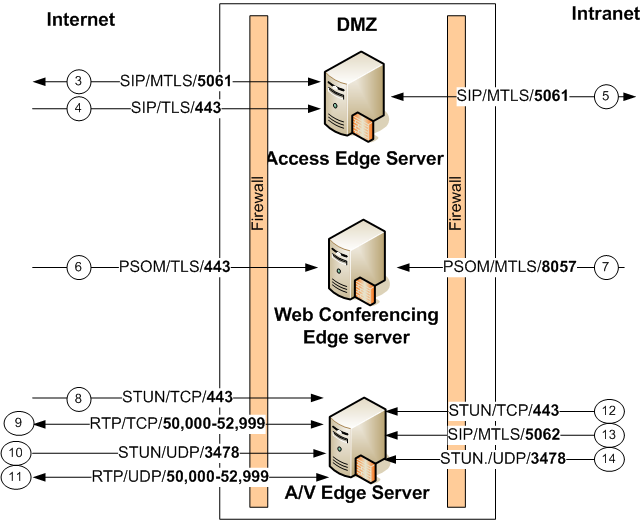 Internet
DMZ
Intranet
3 SIP/MTLS/5061
4 SIP/TLS/443
SIP/MTLS/5061 5
Access Edge Server
Firewall
Firewall
6 PSOM/TLS/443
PSOM/MTLS/8057 7
Web Conferencing
Edge server
8 STUN/TCP/443
9 RTP/TCP/50,000-52,999
10 STUN/UDP/3478
11 RTP/UDP/50,000-52,999
STUN/TCP/443 12
SIP/MTLS/5062 13
STUN./UDP/3478 14
A/V Edge Server